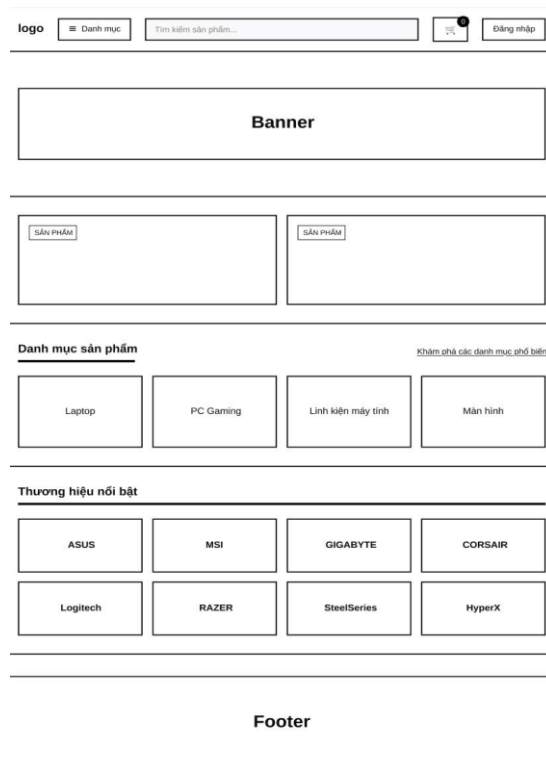 logo ≡ Danh mục Tìm kiếm sản phẩm... 0 Đăng nhập
Banner
SẢN PHẨM SẢN PHẨM
Danh mục sản phẩm Khám phá các danh mục phổ biến
Laptop PC Gaming Linh kiện máy tính Màn hình
Thương hiệu nổi bật
ASUS MSI GIGABYTE CORSAIR
Logitech RAZER SteelSeries HyperX
Footer